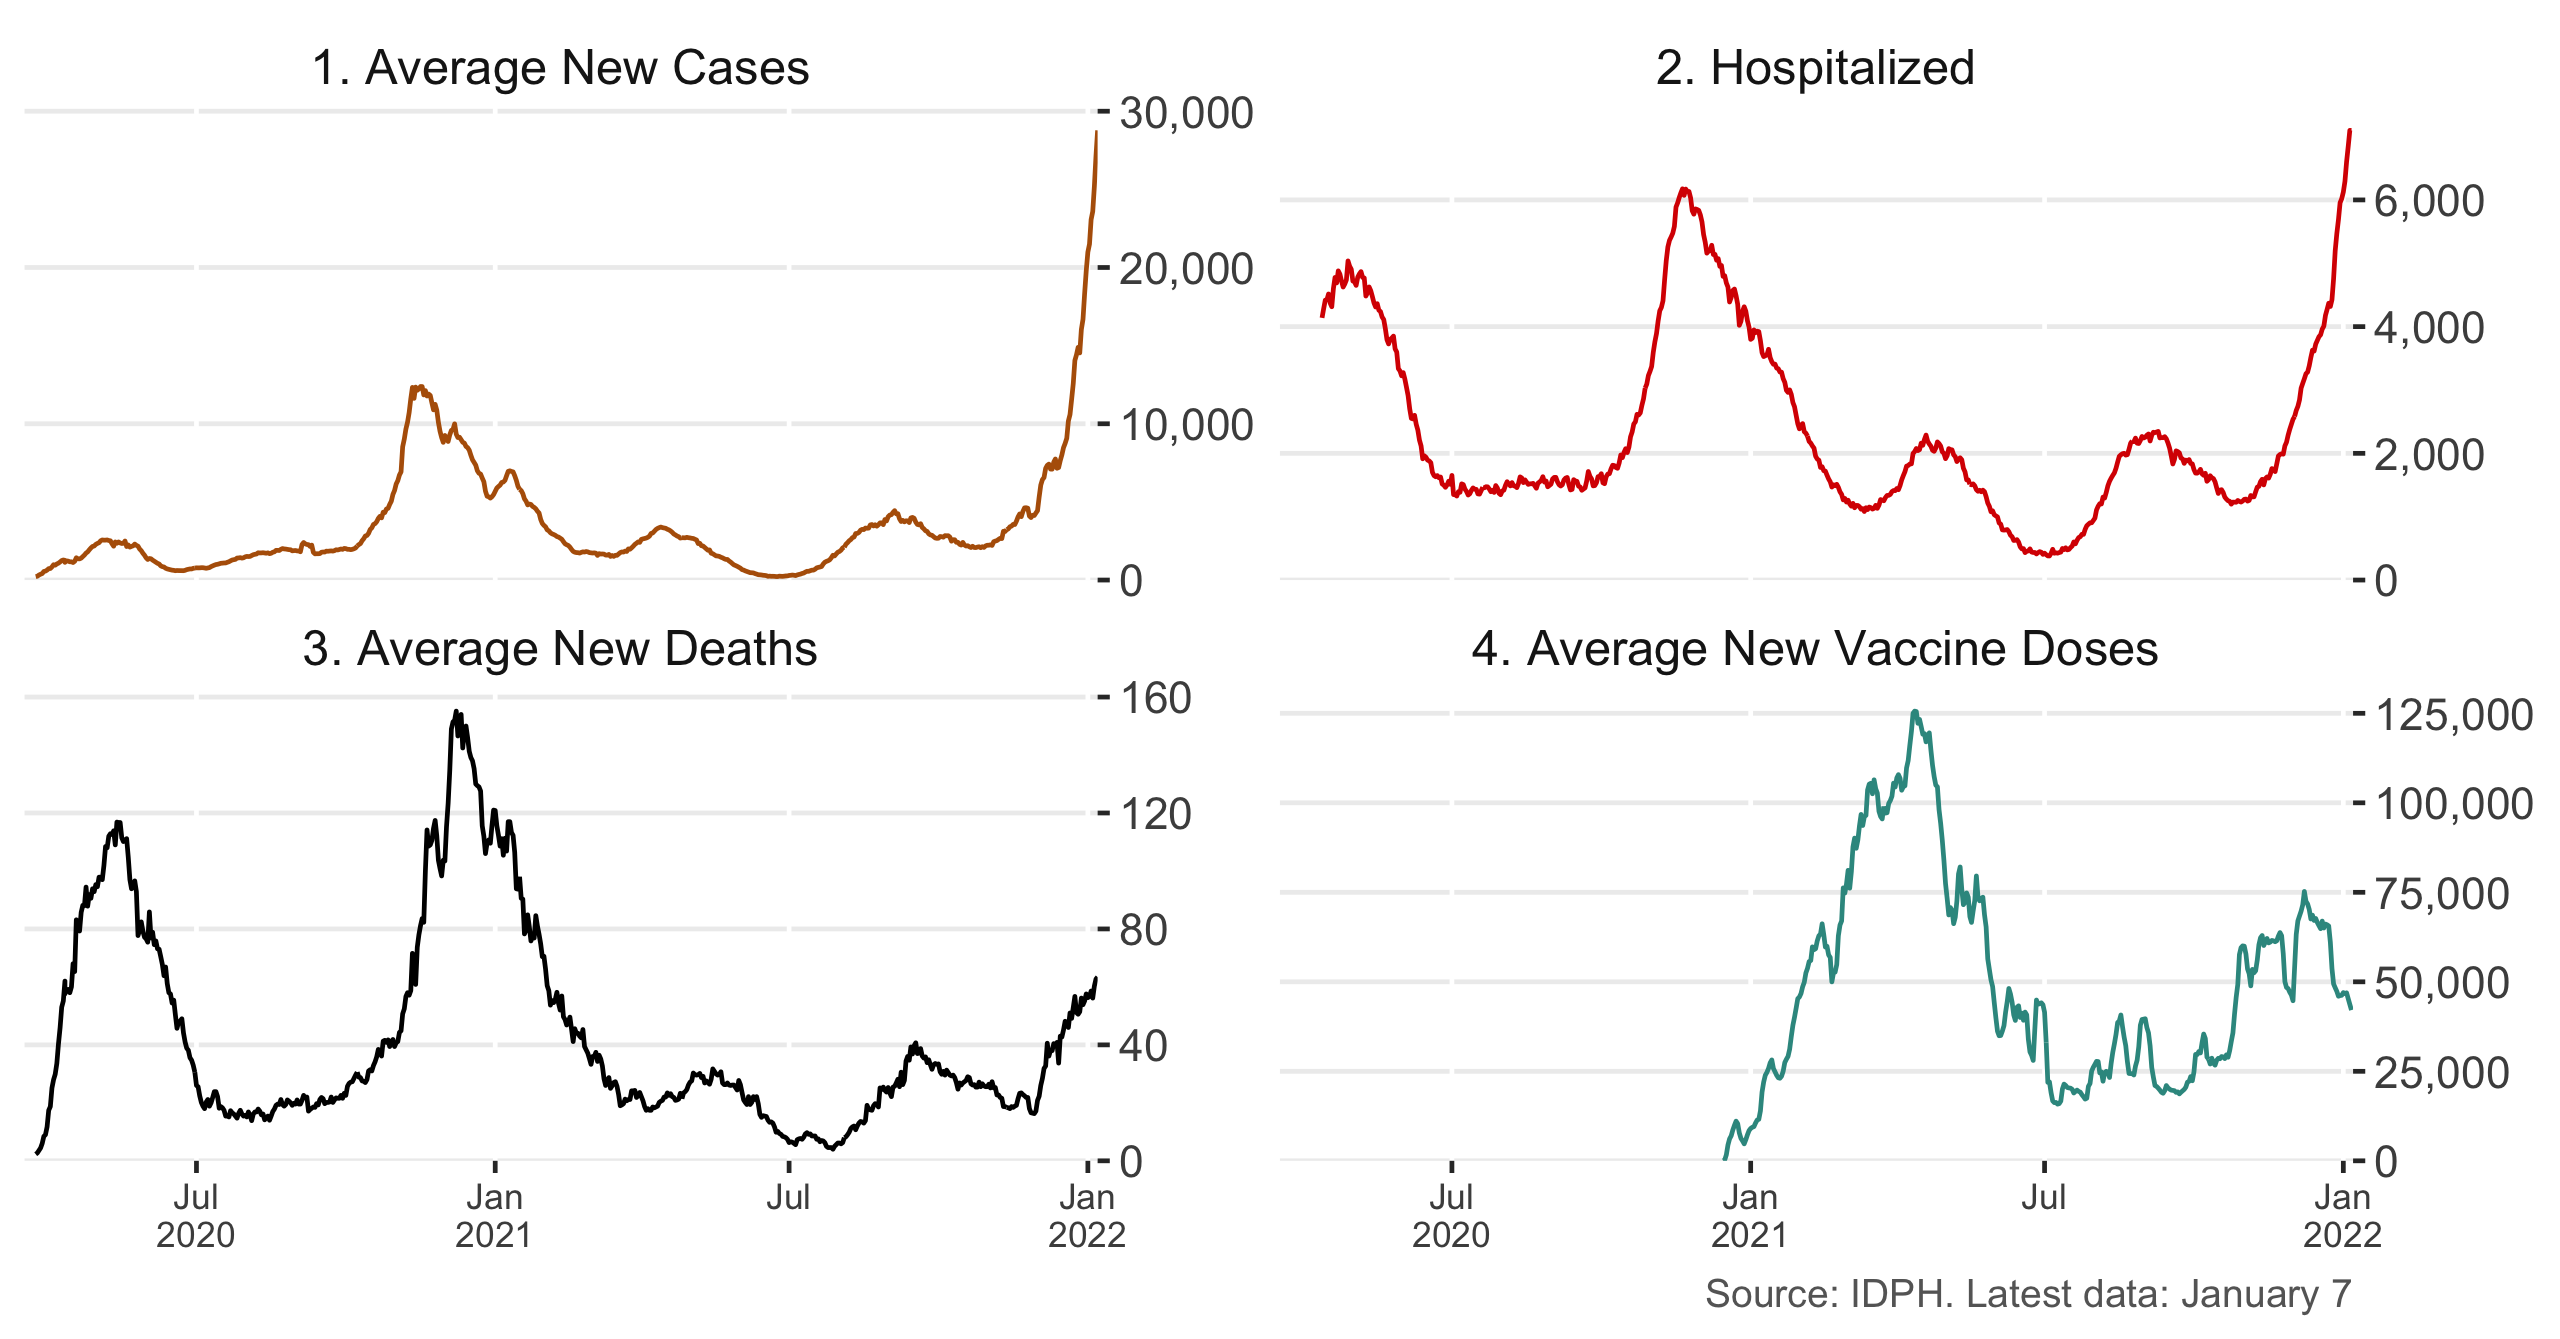 1. Average New Cases
30,000
20,000
10,000
0
2. Hospitalized
6,000
4,000
2,000
0
3. Average New Deaths
160
120
80
40
0
Jul
2020
Jan
2021
Jul
Jan
2022
4. Average New Vaccine Doses
125,000
100,000
75,000
50,000
25,000
0
Jul
2020
Jan
2021
Jul
Jan
2022
Source: IDPH. Latest data: January 7